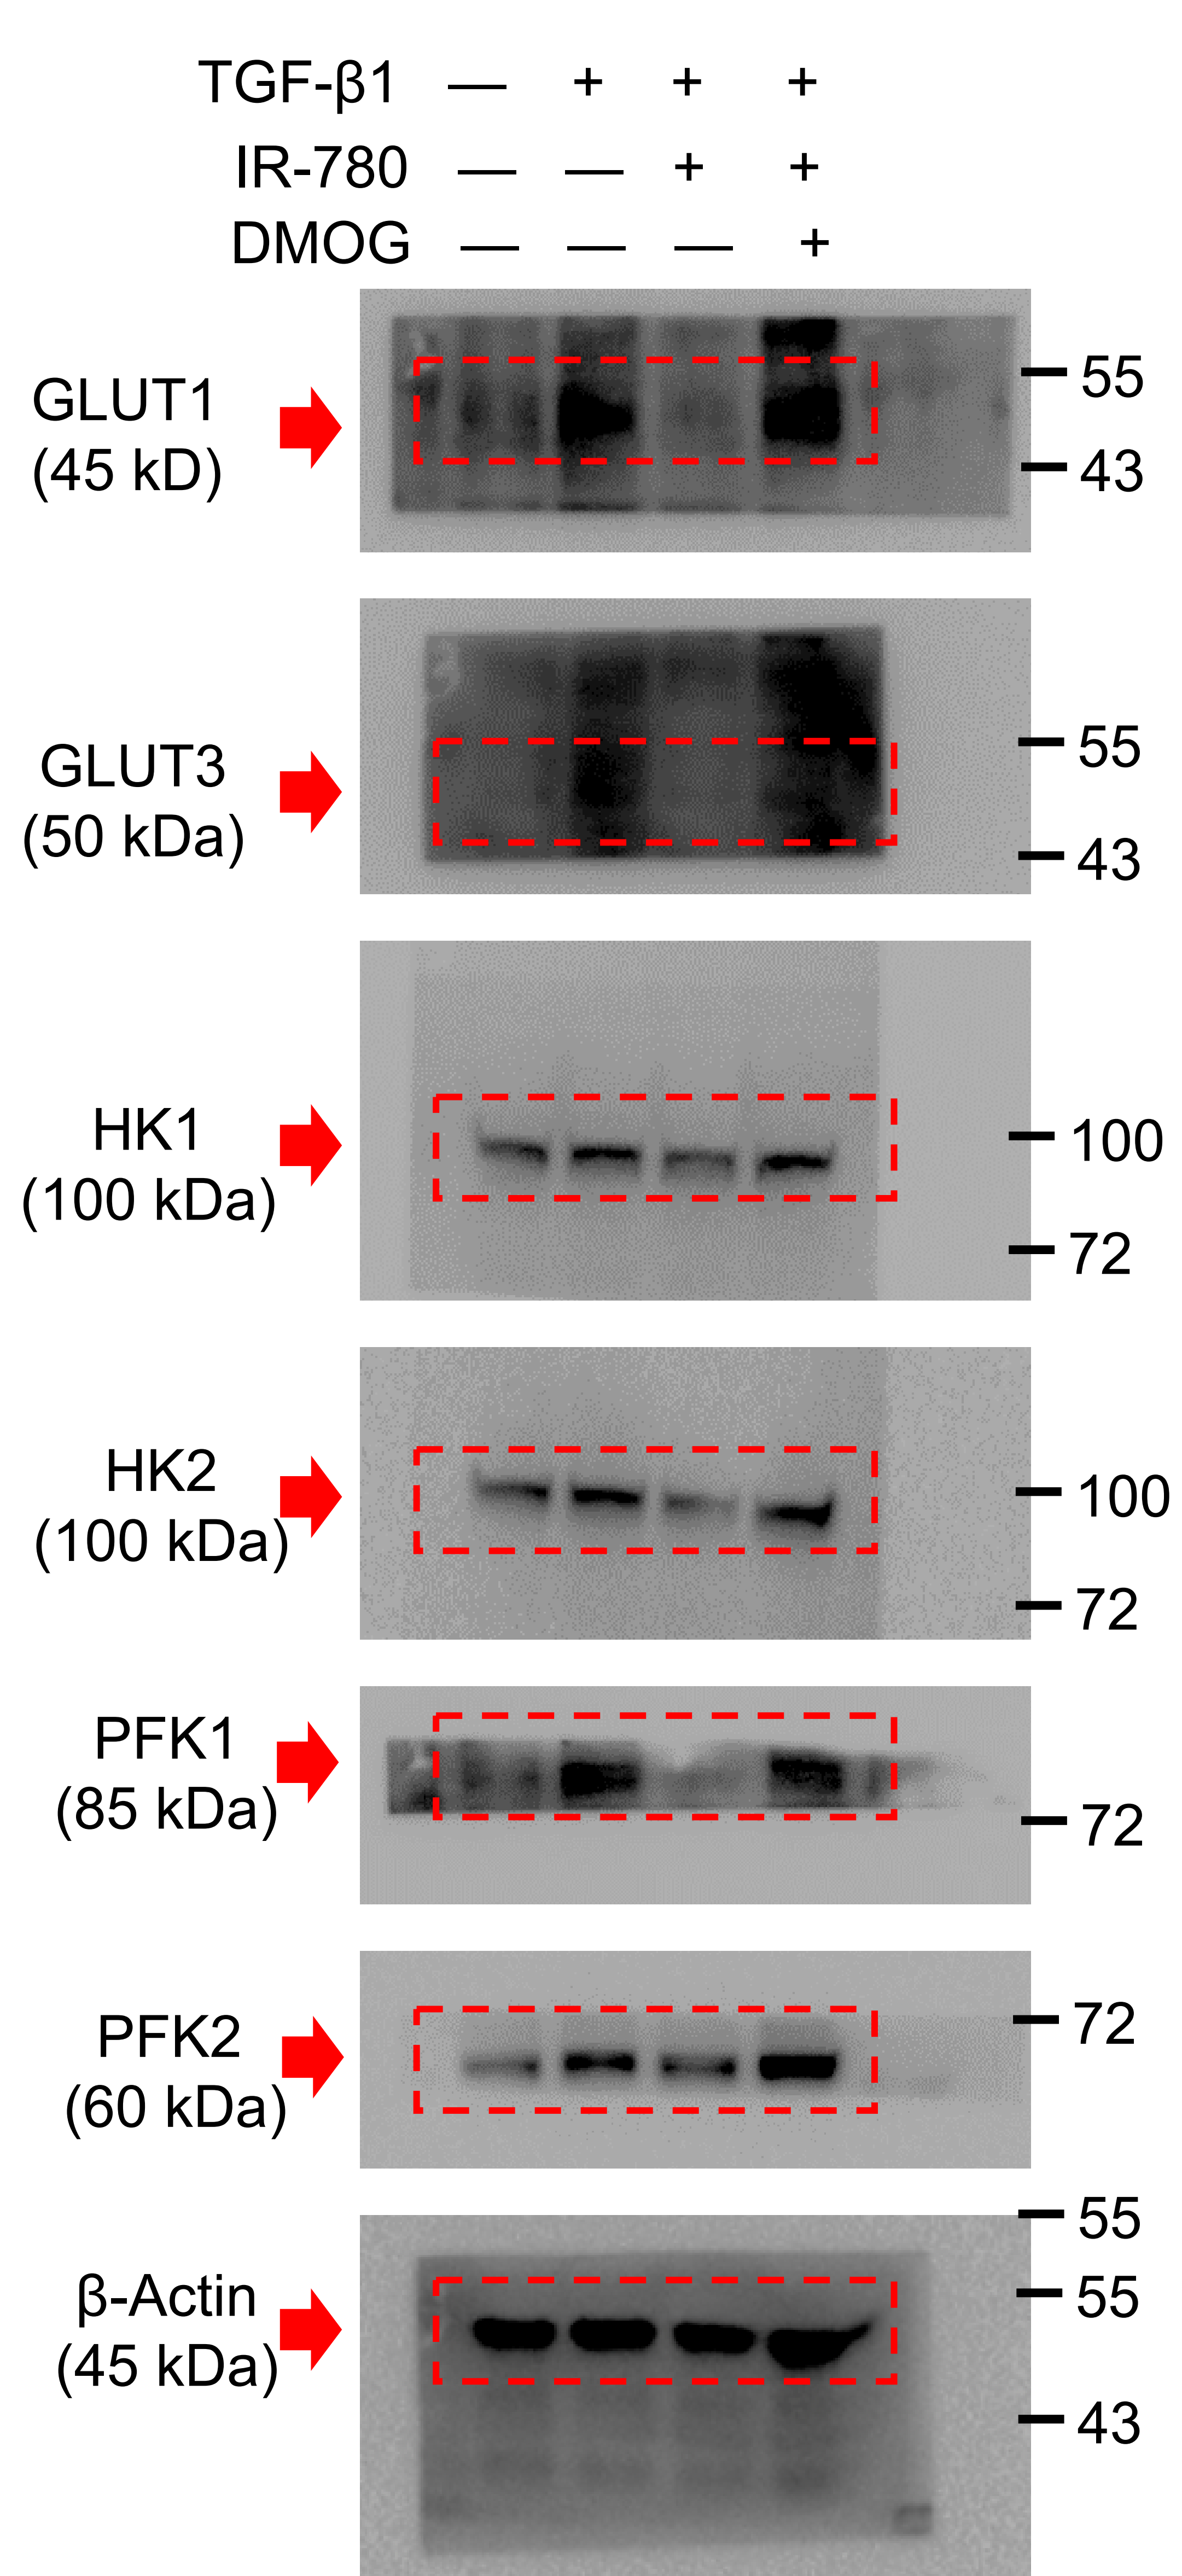 TGF-β1 — + + +
IR-780 — — + +
DMOG — — — +
GLUT1
(45 kD)
55
43
GLUT3
(50 kDa)
55
43
HK1
(100 kDa)
100
72
HK2
(100 kDa)
100
72
PFK1
(85 kDa)
72
PFK2
(60 kDa)
72
55
β-Actin
(45 kDa)
55
43